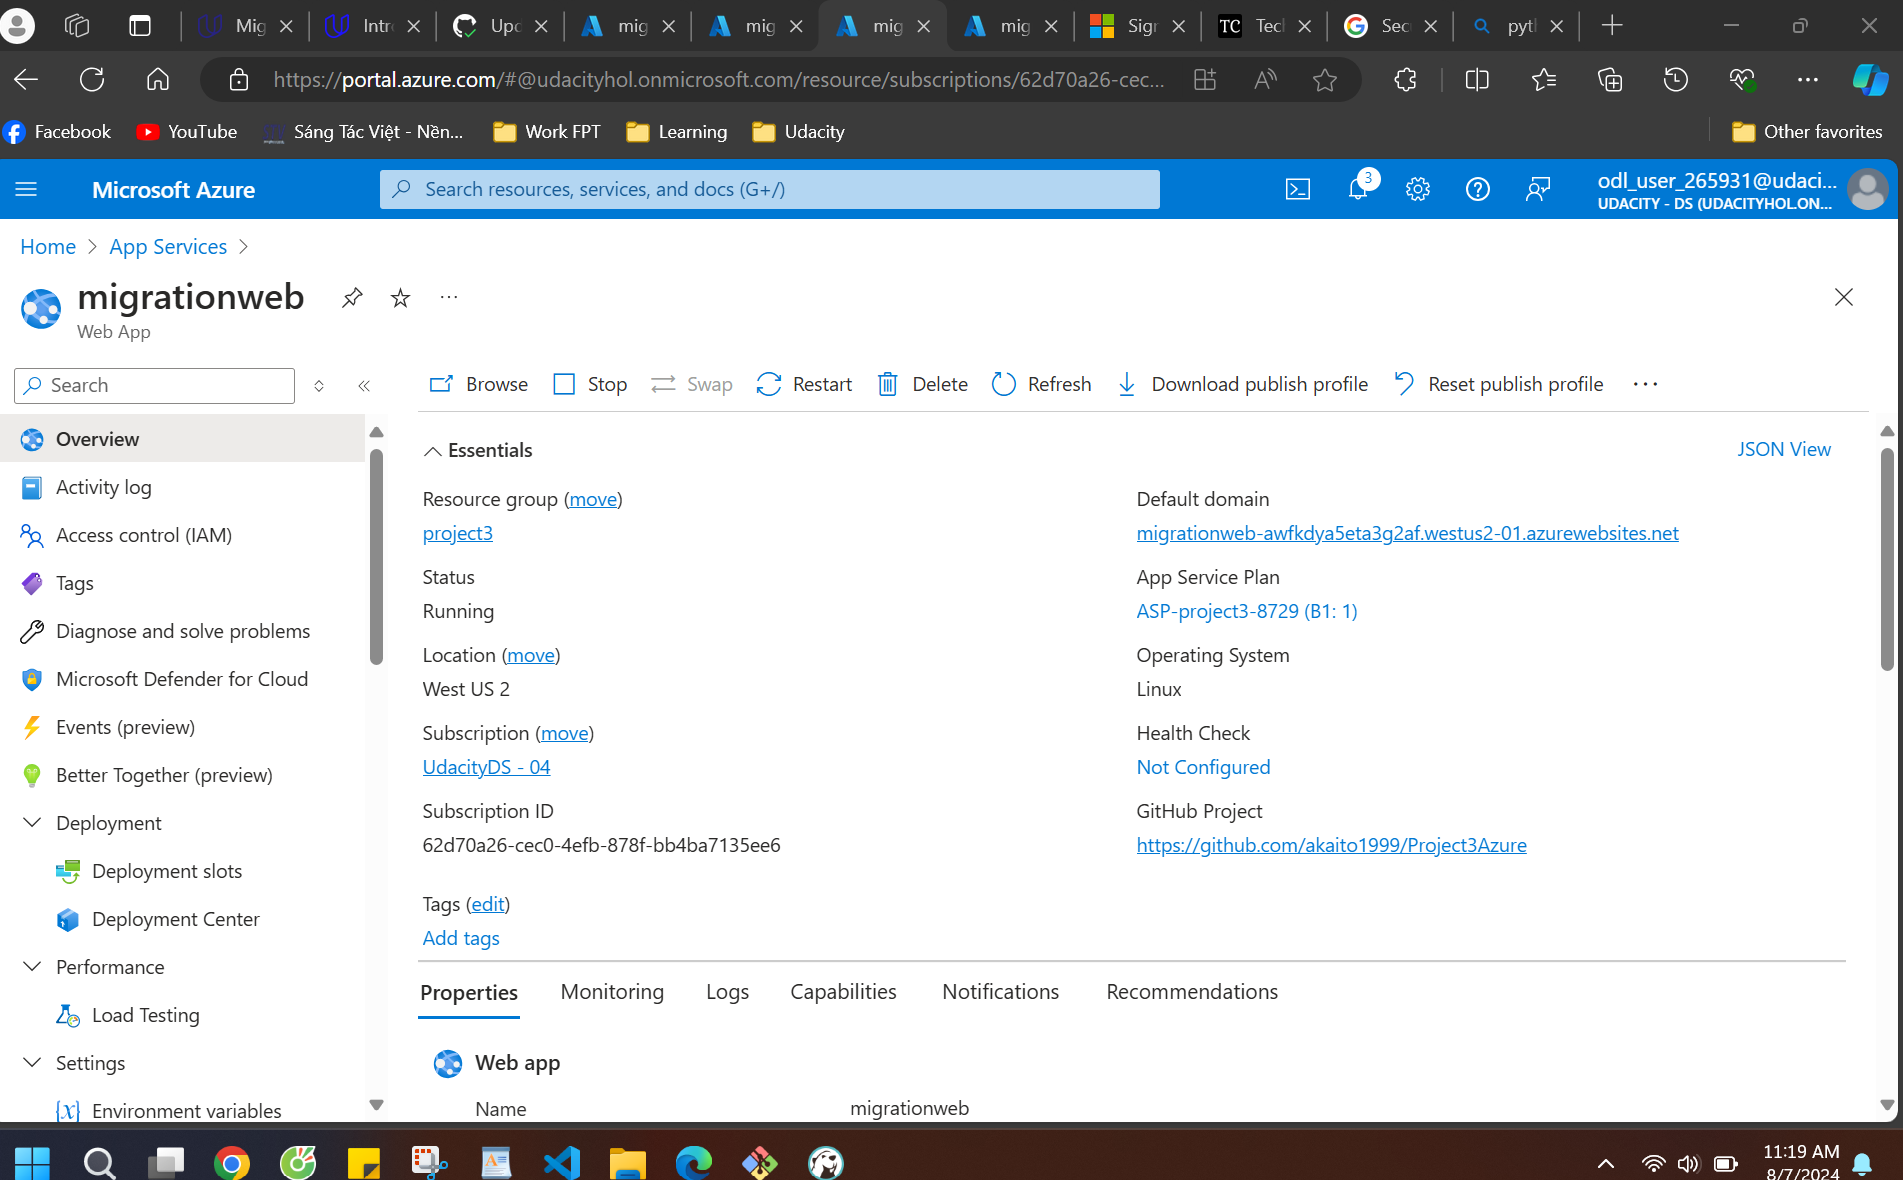 Mig
Intr
Upd
mig
mig
mig
mig
Sign
TC Tech
Sec
pyth
https://portal.azure.com/#@udacityhol.onmicrosoft.com/resource/subscriptions/62d70a26-cec...
Facebook YouTube Sáng Tác Việt - Nền... Work FPT Learning Udacity Other favorites
Microsoft Azure
Search resources, services, and docs (G+/)
3
odl_user_265931@udaci...
UDACITY - DS (UDACITYHOL.ON...
Home > App Services >
migrationweb
Web App
Search
Browse Stop Swap Restart Delete Refresh Download publish profile Reset publish profile
Overview
Activity log
Access control (IAM)
Tags
Diagnose and solve problems
Microsoft Defender for Cloud
Events (preview)
Better Together (preview)
Deployment
Deployment slots
Deployment Center
Performance
Load Testing
Settings
Environment variables
Essentials
JSON View
Resource group (move)
project3
Status
Running
Location (move)
West US 2
Subscription (move)
UdacityDS - 04
Subscription ID
62d70a26-cec0-4efb-878f-bb4ba7135ee6
Tags (edit)
Add tags
Default domain
migrationweb-awfkdya5eta3g2af.westus2-01.azurewebsites.net
App Service Plan
ASP-project3-8729 (B1: 1)
Operating System
Linux
Health Check
Not Configured
GitHub Project
https://github.com/akaito1999/Project3Azure
Properties Monitoring Logs Capabilities Notifications Recommendations
Web app
Name migrationweb
11:19 AM
8/7/2024